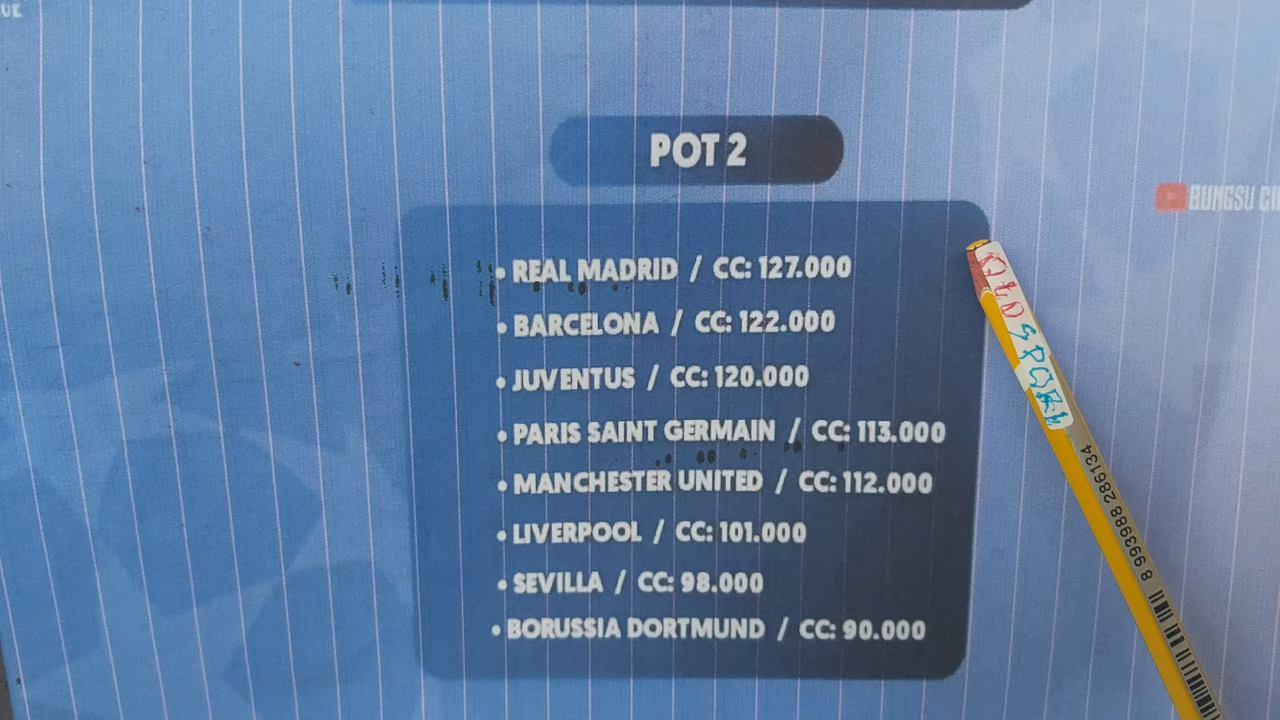 UE
POT 2
BUNGSU
• REAL MADRID / CC: 127.000
• BARCELONA / CC: 122.000
• JUVENTUS / CC: 120.000
• PARIS SAINT GERMAIN / CC: 113.000
• MANCHESTER UNITED / CC: 112.000
• LIVERPOOL / CC: 101.000
• SEVILLA / CC: 98.000
• BORUSSIA DORTMUND / CC: 90.000
8 993988 286134